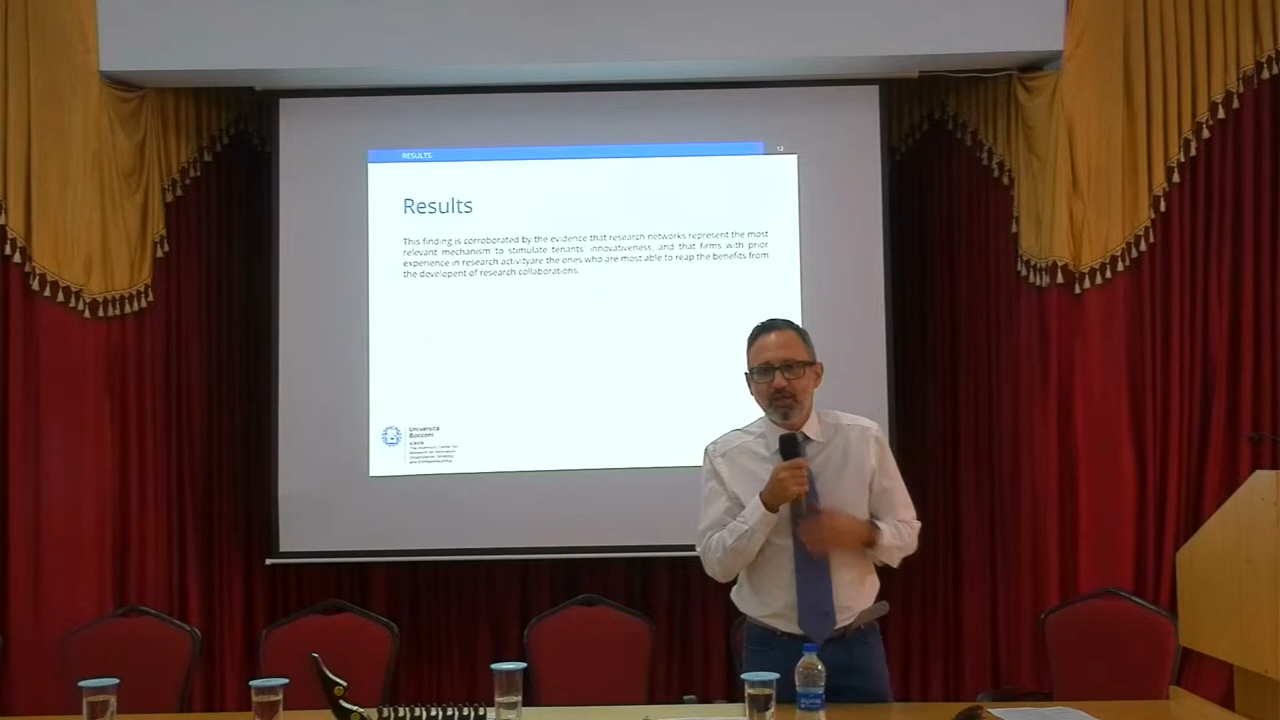 RESULTS
12
Results
This finding is corroborated by the evidence that research networks represent the most
relevant mechanism to stimulate tenants' innovativeness, and that firms with prior
experience in research activityare the ones who are most able to reap the benefits from
the developent of research collaborations.
Università
Bocconi
ICRIOS